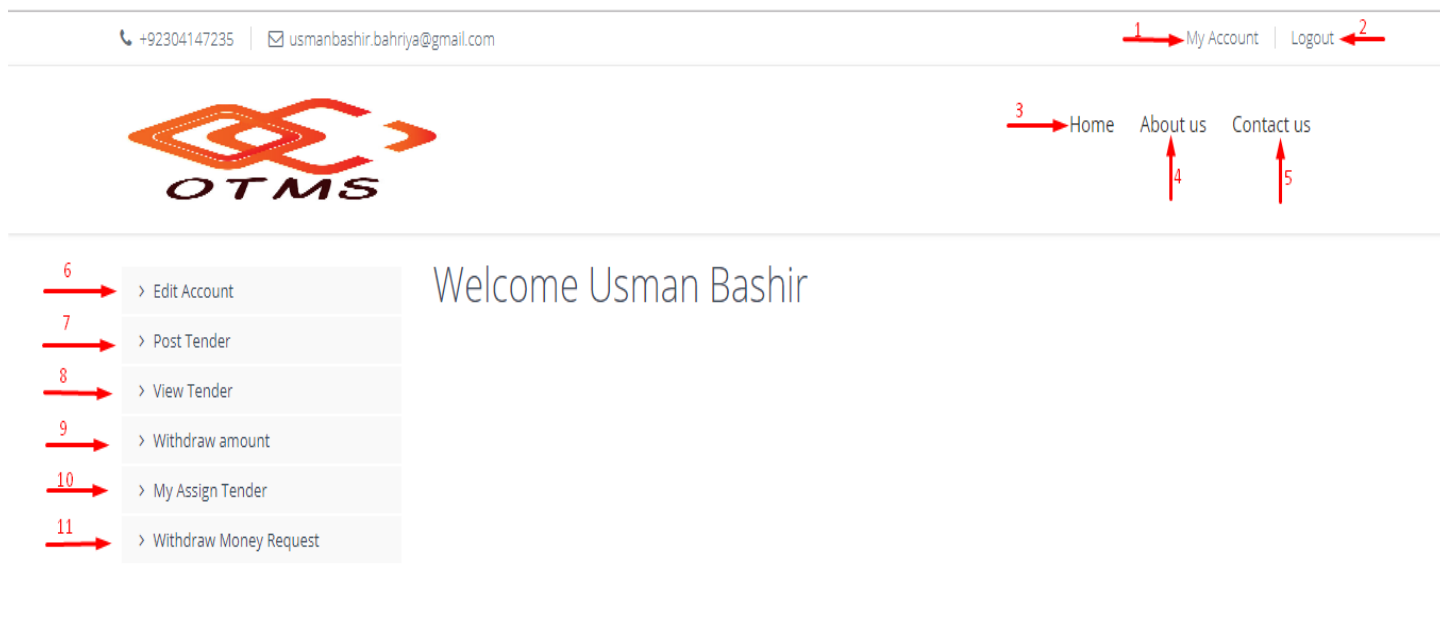 +92304147235 usmanbashir.bahriya@gmail.com 1 My Account Logout 2
OTMS
3 Home About us Contact us
4 5
Welcome Usman Bashir
6 > Edit Account
7 > Post Tender
8 > View Tender
9 > Withdraw amount
10 > My Assign Tender
11 > Withdraw Money Request